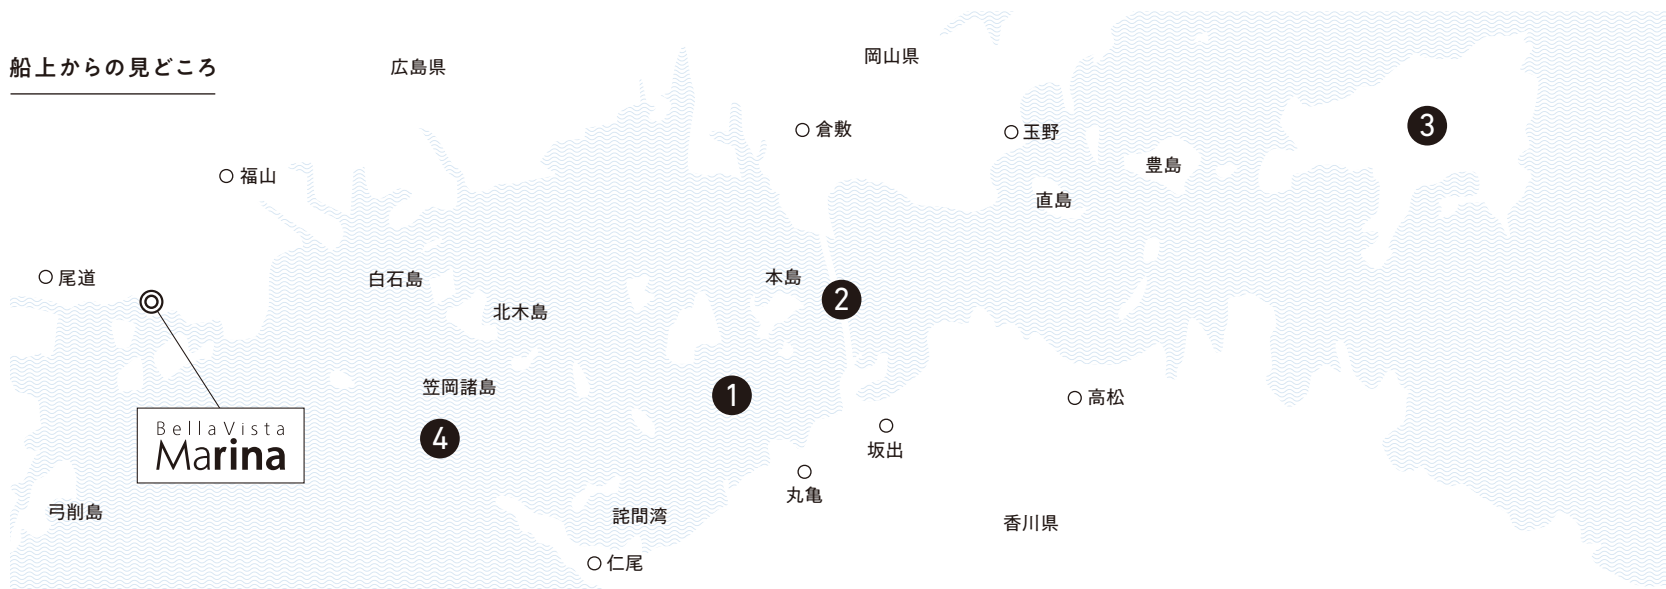 船上からの見どころ
広島県
岡山県
倉敷
玉野
3
豊島
福山
直島
尾道
白石島
本島
2
北木島
笠岡諸島
1
高松
4
BellaVista
Marina
坂出
丸亀
弓削島
詫間湾
香川県
仁尾